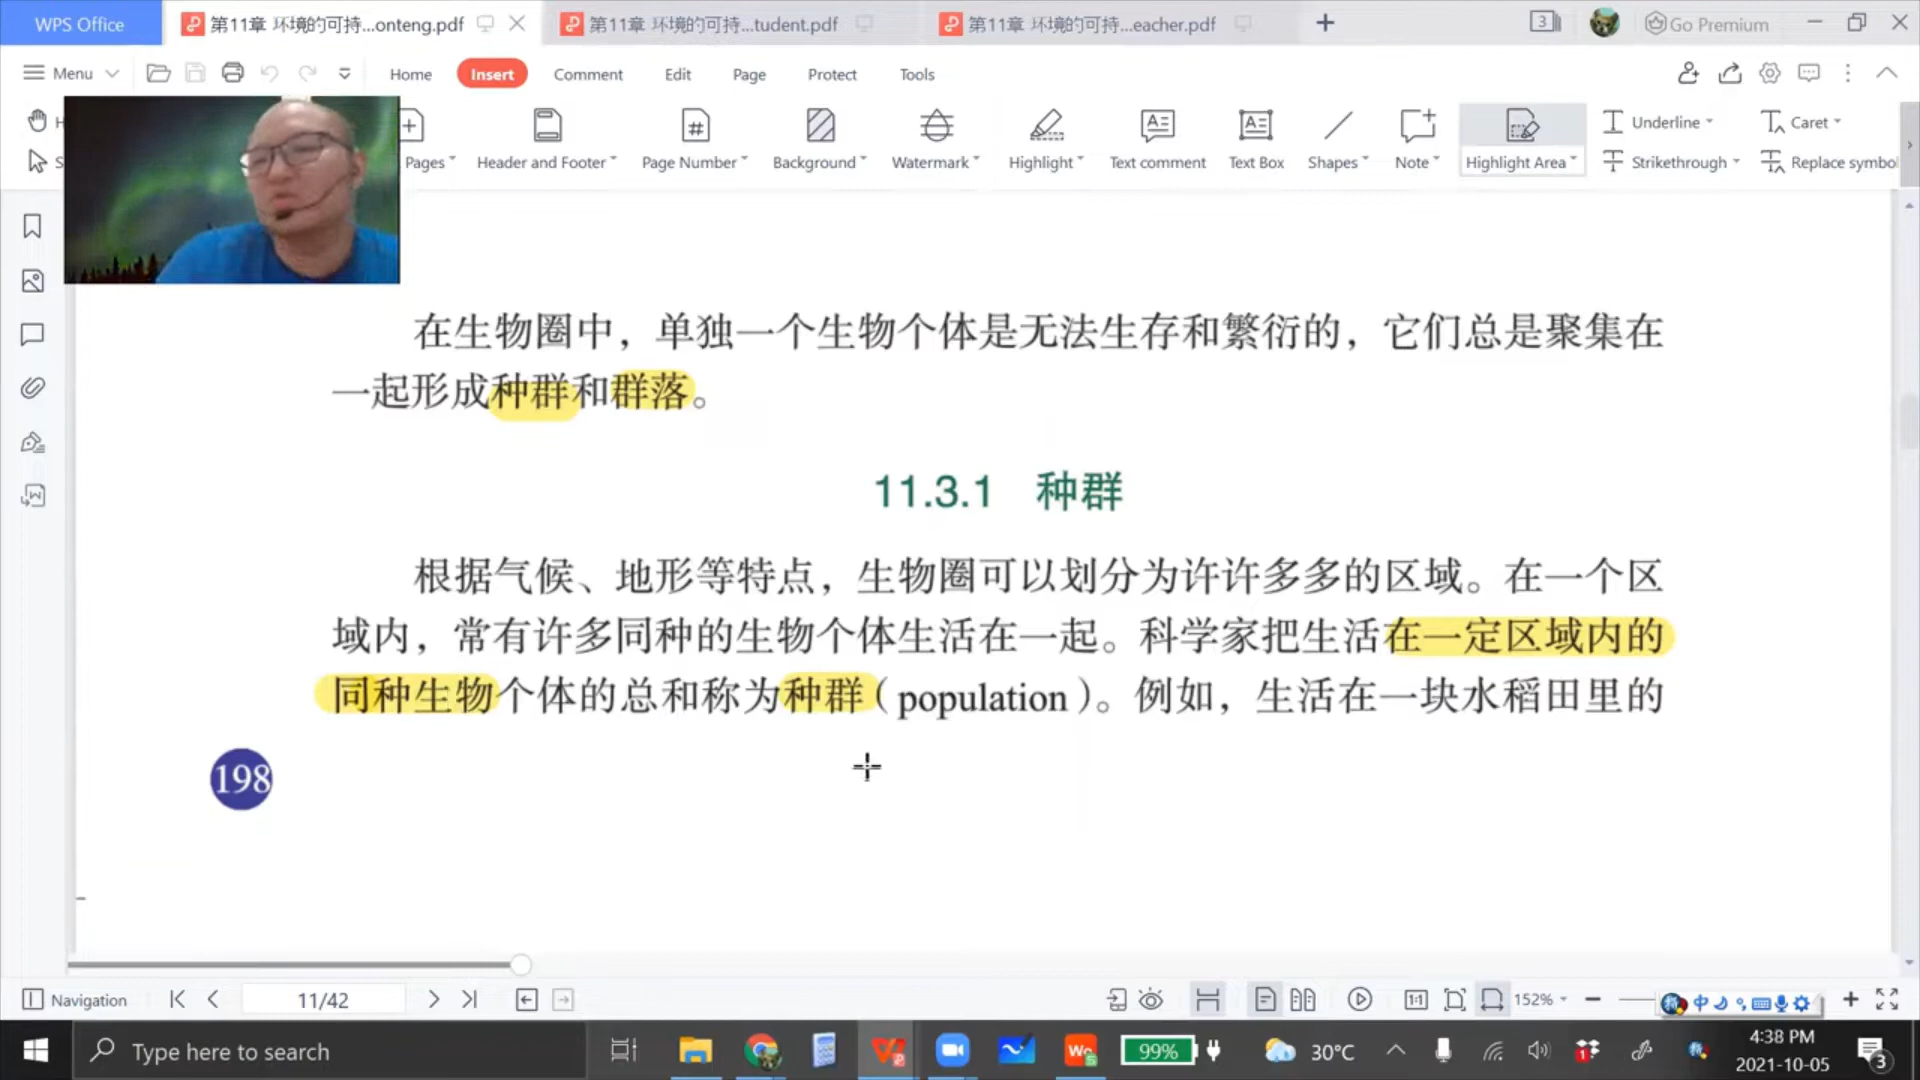 WPS Office
第11章 环境的可持...onteng.pdf
第11章 环境的可持...tudent.pdf
第11章 环境的可持...eacher.pdf
3
Go Premium
Menu
Home
Insert
Comment
Edit
Page
Protect
Tools
Pages
Header and Footer
Page Number
Background
Watermark
Highlight
Text comment
Text Box
Shapes
Note
Highlight Area
Underline
Strikethrough
Caret
Replace symbol
在生物圈中，单独一个生物个体是无法生存和繁衍的，它们总是聚集在
一起形成种群和群落。
11.3.1 种群
根据气候、地形等特点，生物圈可以划分为许许多多的区域。在一个区
域内，常有许多同种的生物个体生活在一起。科学家把生活在一定区域内的
同种生物个体的总和称为种群（population）。例如，生活在一块水稻田里的
198
Navigation
11/42
152%
中
Type here to search
99%
30°C
4:38 PM
2021-10-05
3